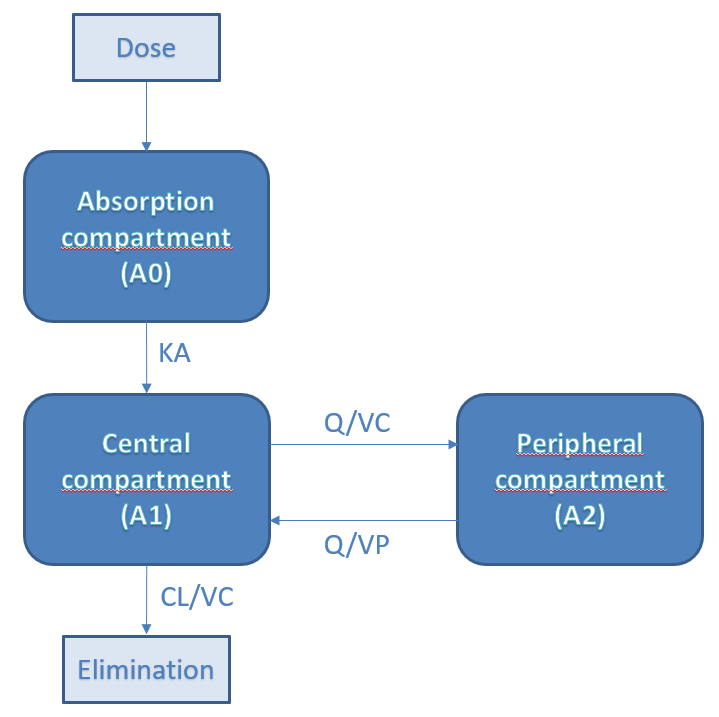 Dose
Absorption
compartment
(A0)
KA
Central
compartment
(A1)
Q/VC
Q/VP
Peripheral
compartment
(A2)
CL/VC
Elimination